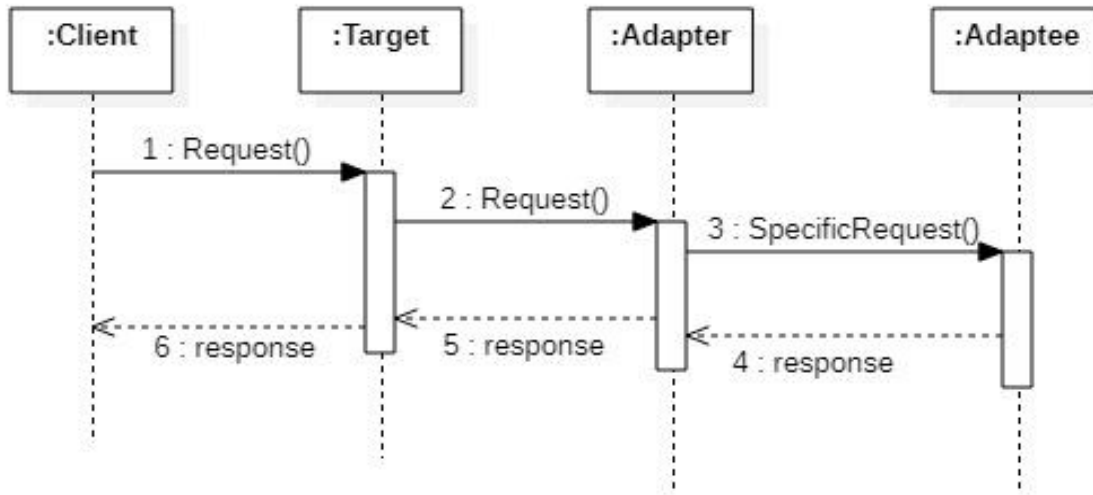 :Client
:Target
:Adapter
:Adaptee
1 : Request()
2 : Request()
3 : SpecificRequest()
6 : response
5 : response
4 : response